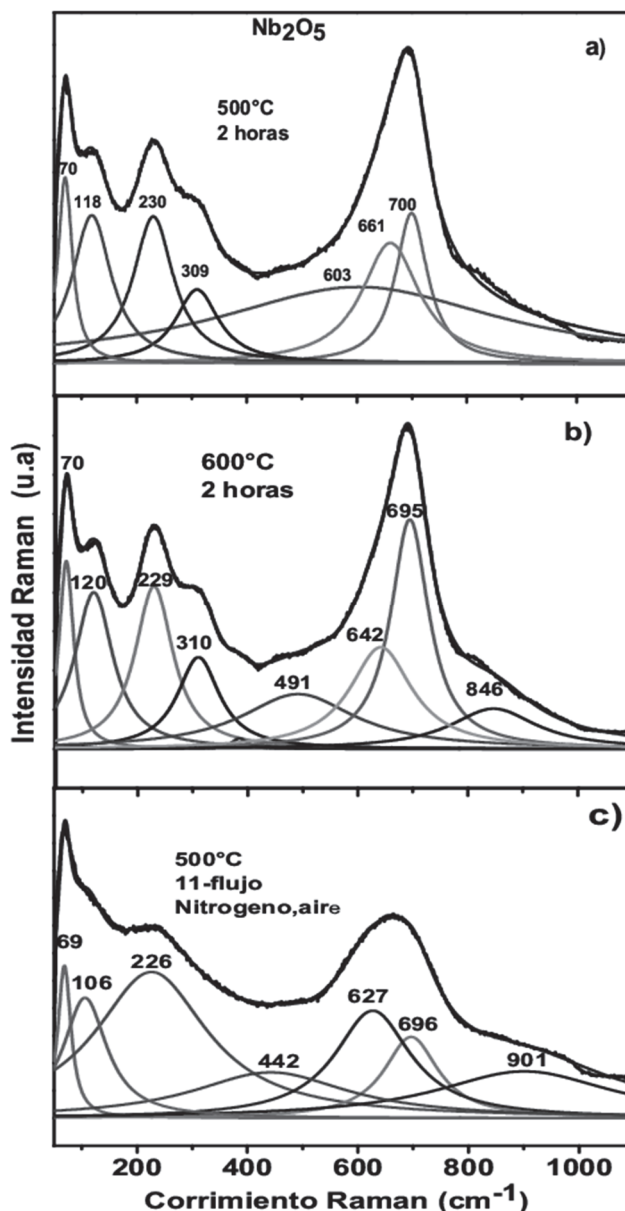 Nb2O5
a)
500°C
2 horas
70
118
230
309
603
661
700
b)
600°C
2 horas
70
120
229
310
491
642
695
846
c)
500°C
11-flujo
Nitrogeno,aire
69
106
226
442
627
696
901
Intensidad Raman (u.a)
200 400 600 800 1000
Corrimiento Raman (cm-1)